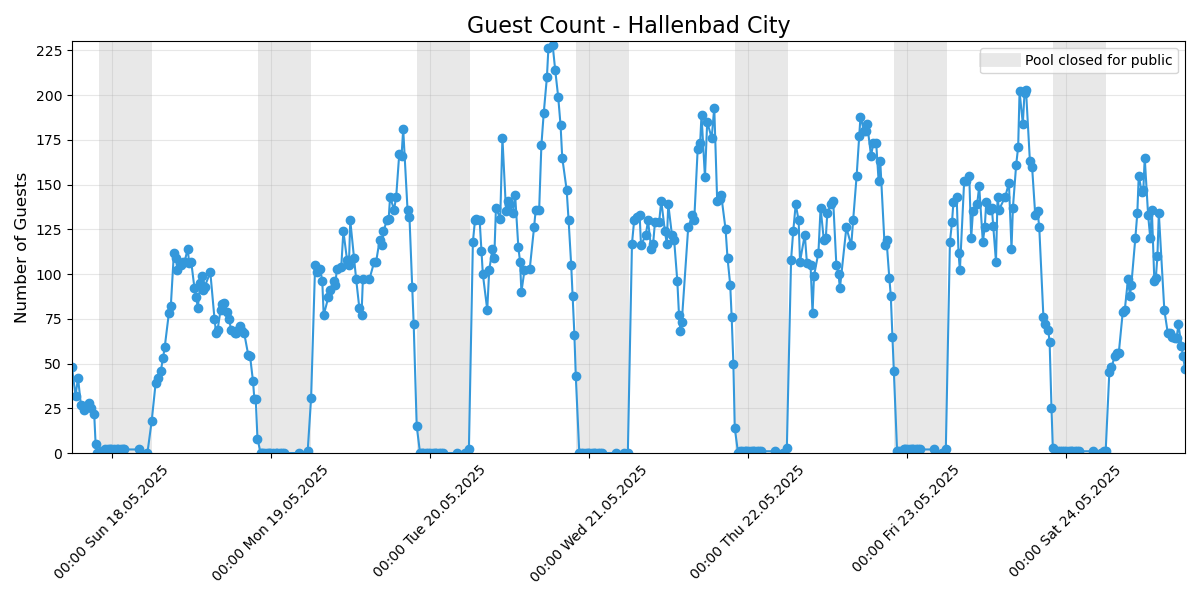 Guest Count - Hallenbad City
Number of Guests
225
200
175
150
125
100
75
50
25
0
Pool closed for public
00:00 Sun 18.05.2025
00:00 Mon 19.05.2025
00:00 Tue 20.05.2025
00:00 Wed 21.05.2025
00:00 Thu 22.05.2025
00:00 Fri 23.05.2025
00:00 Sat 24.05.2025